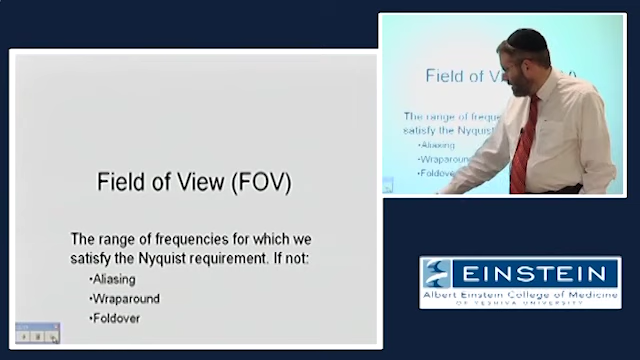 Field of View (FOV)
The range of frequencies for which we
satisfy the Nyquist requirement. If not:
•Aliasing
•Wraparound
•Foldover
Field of V
The range of frequ
satisfy the Nyquist
•Aliasing
•Wraparound
•Foldov
EINSTEIN
Albert Einstein College of Medicine
OF YESHIVA UNIVERSITY